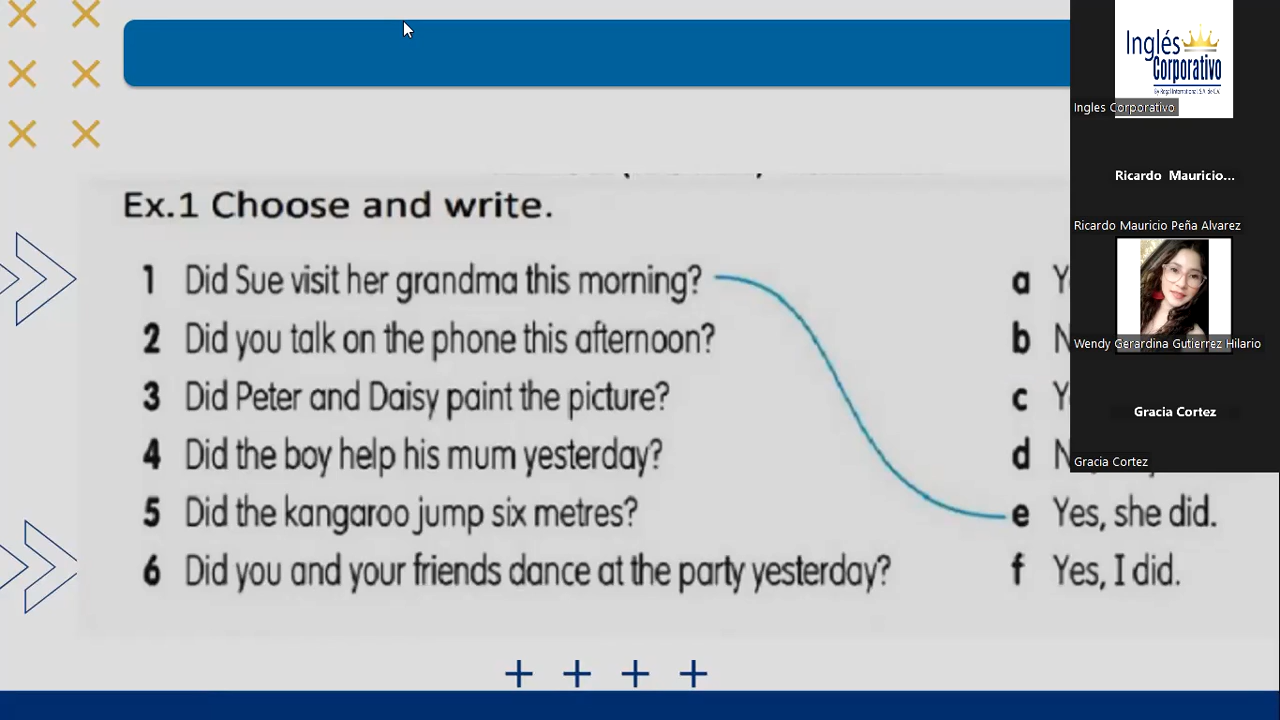 Ex.1 Choose and write.
1 Did Sue visit her grandma this morning?
2 Did you talk on the phone this afternoon?
3 Did Peter and Daisy paint the picture?
4 Did the boy help his mum yesterday?
5 Did the kangaroo jump six metres?
6 Did you and your friends dance at the party yesterday?
a
b
c
d
e Yes, she did.
f Yes, I did.
Inglés
Corporativo
Ingles Corporativo
Ricardo Mauricio...
Ricardo Mauricio Peña Alvarez
Wendy Gerardina Gutierrez Hilario
Gracia Cortez
Gracia Cortez